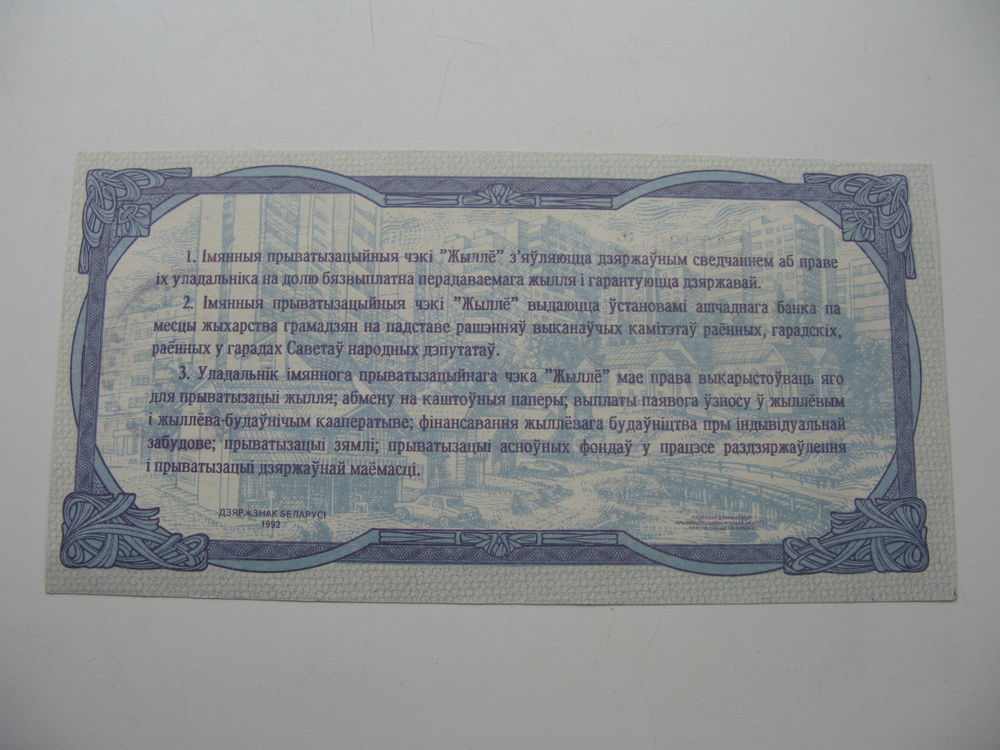 1. Імянныя прыватызацыйныя чэкі "Жыллё" з'яўляюцца дзяржаўным сведчаннем аб праве
іх уладальніка на долю бязвыплатна перадаваемага жылля і гарантуюцца дзяржавай.
2. Імянныя прыватызацыйныя чэкі "Жыллё" выдаюцца ўстановамі ашчаднага банка па
месцы жыхарства грамадзян на падставе рашэнняў выканаўчых камітэтаў раённых, гарадскіх,
раённых у гарадах Саветаў народных дэпутатаў.
3. Уладальнік імяннога прыватызацыйнага чэка "Жыллё" мае права выкарыстоўваць яго
для прыватызацыі жылля; абмену на каштоўныя паперы; выплаты паявога ўзносу ў жыллёвым
і жыллёва-будаўнічым кааператыве; фінансавання жыллёвага будаўніцтва пры індывідуальнай
забудове; прыватызацыі зямлі; прыватызацыі асноўных фондаў у працэсе раздзяржаўлення
і прыватызацыі дзяржаўнай маёмасці.
ДЗЯРЖЗНАК БЕЛАРУСІ
1992